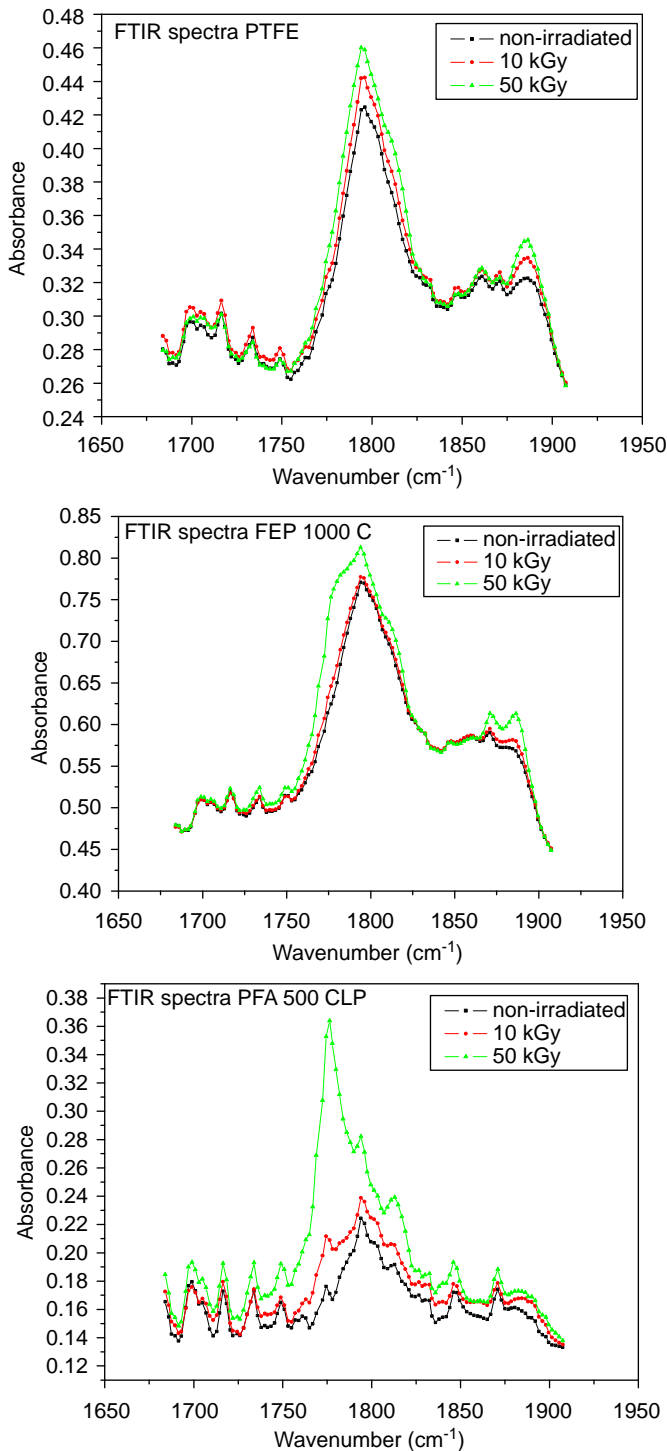 FTIR spectra PTFE
non-irradiated
10 kGy
50 kGy
0.48
0.46
0.44
0.42
0.40
0.38
0.36
0.34
0.32
0.30
0.28
0.26
0.24
Absorbance
1650 1700 1750 1800 1850 1900 1950
Wavenumber (cm-1)
FTIR spectra FEP 1000 C
non-irradiated
10 kGy
50 kGy
0.85
0.80
0.75
0.70
0.65
0.60
0.55
0.50
0.45
0.40
Absorbance
1650 1700 1750 1800 1850 1900 1950
Wavenumber (cm-1)
FTIR spectra PFA 500 CLP
non-irradiated
10 kGy
50 kGy
0.38
0.36
0.34
0.32
0.30
0.28
0.26
0.24
0.22
0.20
0.18
0.16
0.14
0.12
Absorbance
1650 1700 1750 1800 1850 1900 1950
Wavenumber (cm-1)